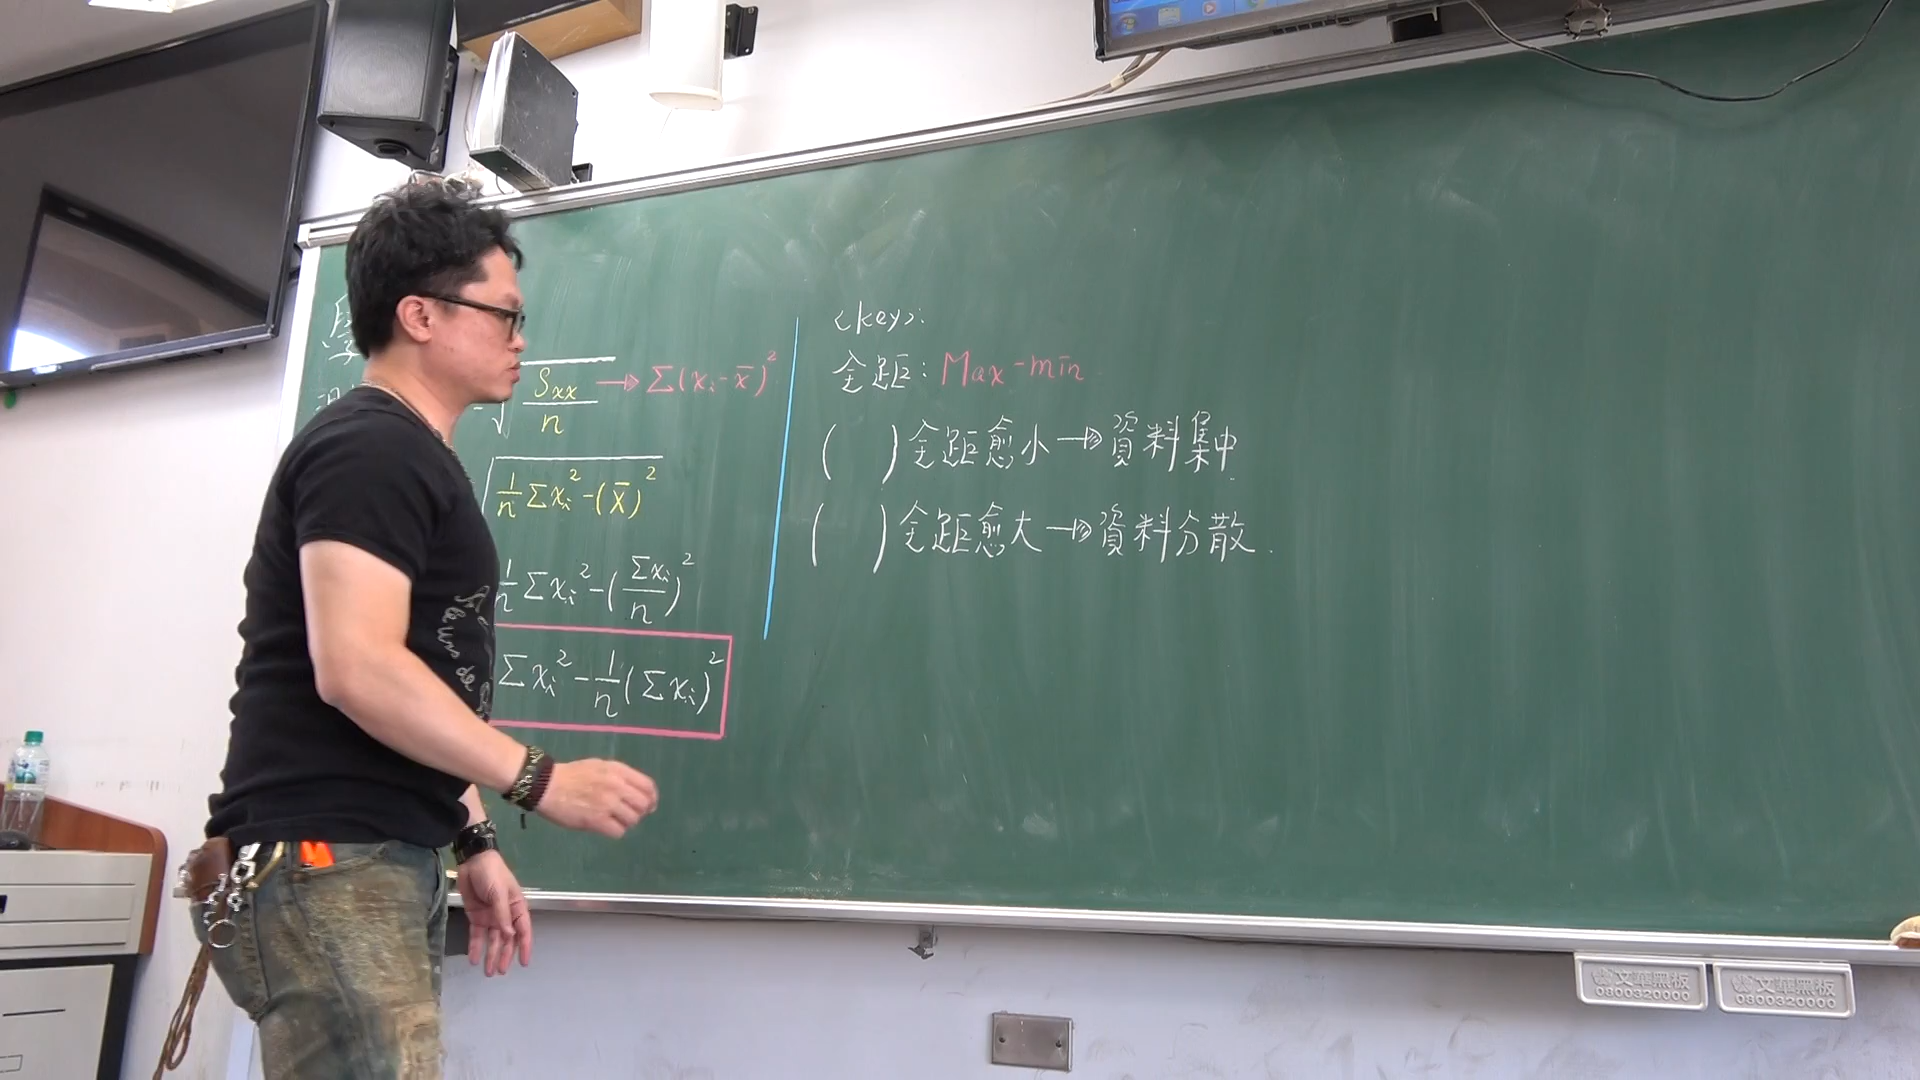 √(Sxx/n) → Σ(xᵢ-x̄)²
√(1/n Σxᵢ²-(x̄)²)
1/n Σxᵢ²-(Σxᵢ/n)²
Σxᵢ²-1/n(Σxᵢ)²
<key>:
全距: Max-min
( )全距愈小→資料集中.
( )全距愈大→資料分散.
文華黑板
0800320000
文華黑板
0800320000